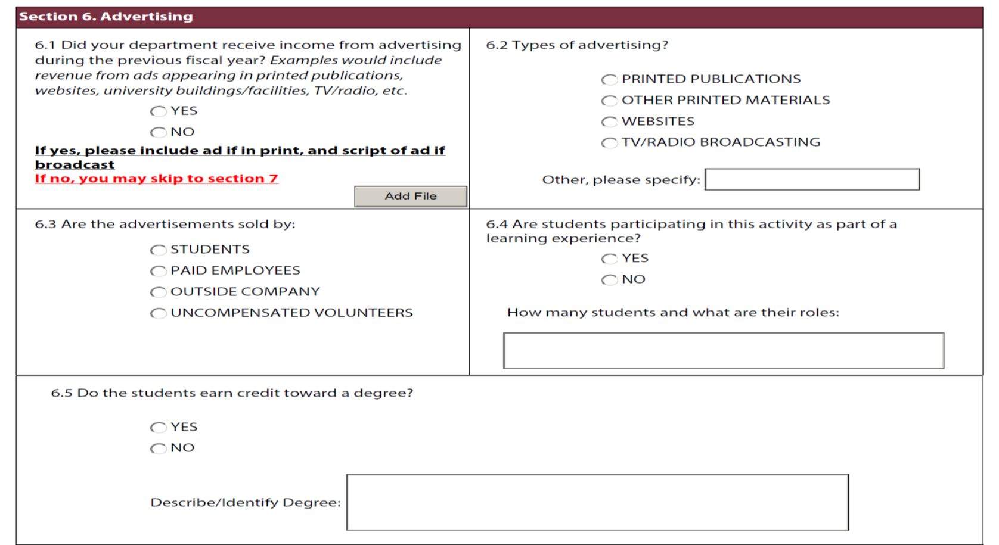 Section 6. Advertising
6.1 Did your department receive income from advertising
during the previous fiscal year? Examples would include
revenue from ads appearing in printed publications,
websites, university buildings/facilities, TV/radio, etc.
YES
NO
If yes, please include ad if in print, and script of ad if
broadcast
If no, you may skip to section 7
Add File
6.2 Types of advertising?
PRINTED PUBLICATIONS
OTHER PRINTED MATERIALS
WEBSITES
TV/RADIO BROADCASTING
Other, please specify:
6.3 Are the advertisements sold by:
STUDENTS
PAID EMPLOYEES
OUTSIDE COMPANY
UNCOMPENSATED VOLUNTEERS
6.4 Are students participating in this activity as part of a
learning experience?
YES
NO
How many students and what are their roles:
6.5 Do the students earn credit toward a degree?
YES
NO
Describe/Identify Degree: